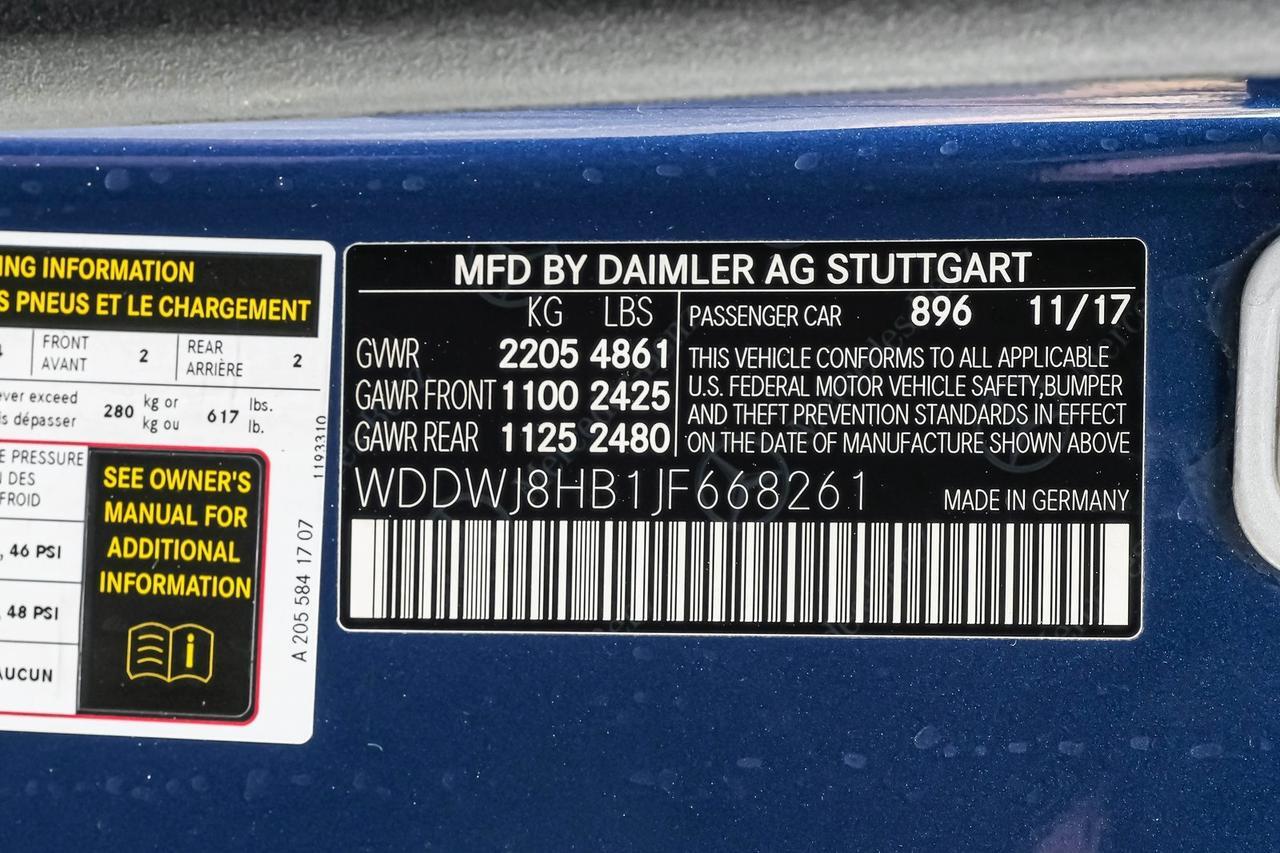 ING INFORMATION
S PNEUS ET LE CHARGEMENT
FRONT
AVANT
2
REAR
ARRIÈRE
2
ever exceed
is dépasser
280
kg or
kg ou
617
lbs.
lb.
E PRESSURE
N DES
FROID
, 46 PSI
, 48 PSI
AUCUN
SEE OWNER'S
MANUAL FOR
ADDITIONAL
INFORMATION
1193310
A 205 584 17 07
MFD BY DAIMLER AG STUTTGART
KG LBS
GVWR 2205 4861
GAWR FRONT 1100 2425
GAWR REAR 1125 2480
PASSENGER CAR 896 11/17
THIS VEHICLE CONFORMS TO ALL APPLICABLE
U.S. FEDERAL MOTOR VEHICLE SAFETY,BUMPER
AND THEFT PREVENTION STANDARDS IN EFFECT
ON THE DATE OF MANUFACTURE SHOWN ABOVE
WDDWJ8HB1JF668261
MADE IN GERMANY